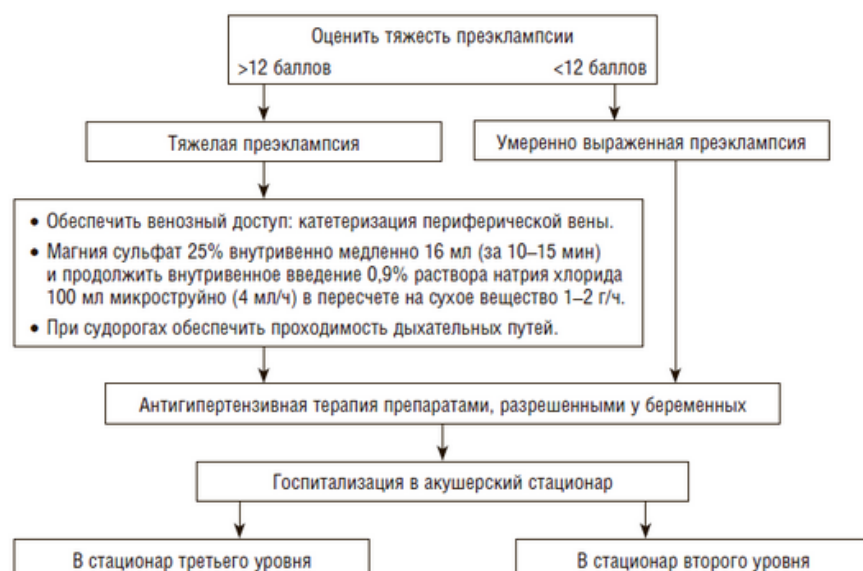 Оценить тяжесть преэклампсии
>12 баллов
<12 баллов
Тяжелая преэклампсия
Умеренно выраженная преэклампсия
• Обеспечить венозный доступ: катетеризация периферической вены.
• Магния сульфат 25% внутривенно медленно 16 мл (за 10–15 мин)
и продолжить внутривенное введение 0,9% раствора натрия хлорида
100 мл микроструйно (4 мл/ч) в пересчете на сухое вещество 1–2 г/ч.
• При судорогах обеспечить проходимость дыхательных путей.
Антигипертензивная терапия препаратами, разрешенными у беременных
Госпитализация в акушерский стационар
В стационар третьего уровня
В стационар второго уровня